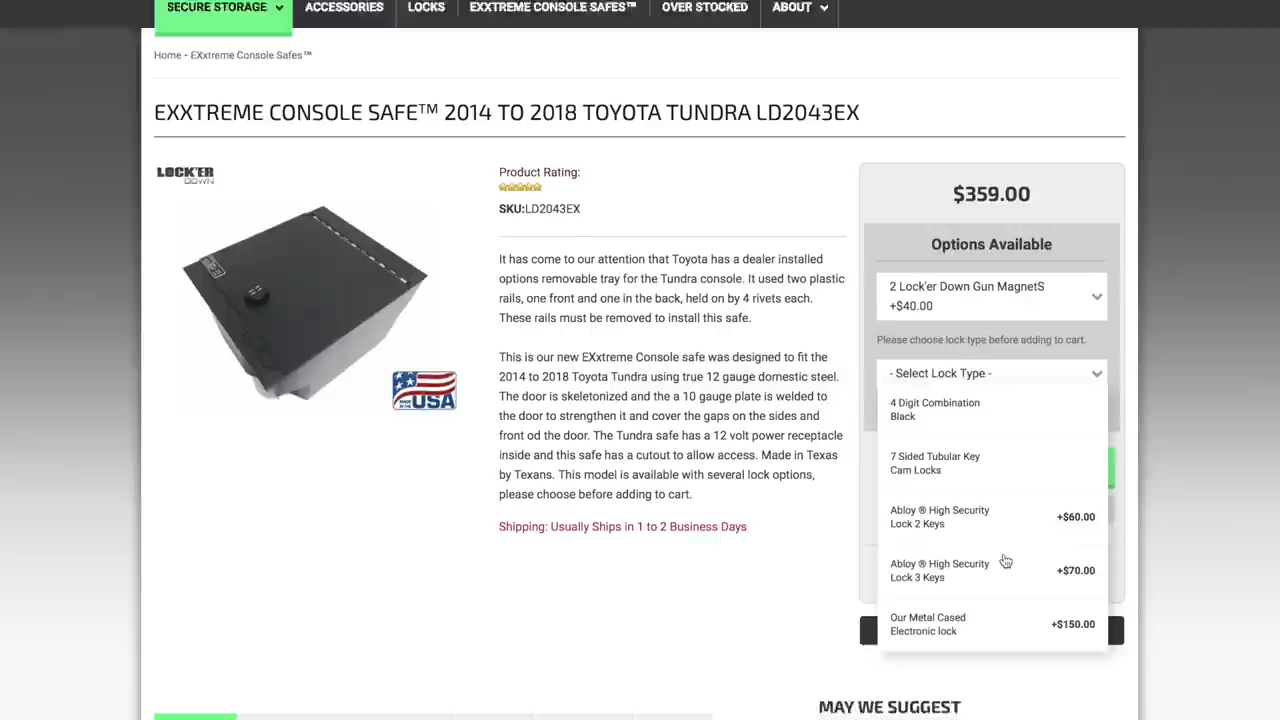 SECURE STORAGE
ACCESSORIES
LOCKS
EXXTREME CONSOLE SAFES™
OVER STOCKED
ABOUT
Home - EXxtreme Console Safes™
EXXTREME CONSOLE SAFE™ 2014 TO 2018 TOYOTA TUNDRA LD2043EX
LOCK'ER
DOWN
MADE IN THE USA
Product Rating:
SKU:LD2043EX
It has come to our attention that Toyota has a dealer installed
options removable tray for the Tundra console. It used two plastic
rails, one front and one in the back, held on by 4 rivets each.
These rails must be removed to install this safe.
This is our new EXxtreme Console safe was designed to fit the
2014 to 2018 Toyota Tundra using true 12 gauge domestic steel.
The door is skeletonized and the a 10 gauge plate is welded to
the door to strengthen it and cover the gaps on the sides and
front od the door. The Tundra safe has a 12 volt power receptacle
inside and this safe has a cutout to allow access. Made in Texas
by Texans. This model is available with several lock options,
please choose before adding to cart.
Shipping: Usually Ships in 1 to 2 Business Days
$359.00
Options Available
2 Lock'er Down Gun MagnetS
+$40.00
Please choose lock type before adding to cart.
- Select Lock Type -
4 Digit Combination
Black
7 Sided Tubular Key
Cam Locks
Abloy ® High Security
Lock 2 Keys
+$60.00
Abloy ® High Security
Lock 3 Keys
+$70.00
Our Metal Cased
Electronic lock
+$150.00
MAY WE SUGGEST